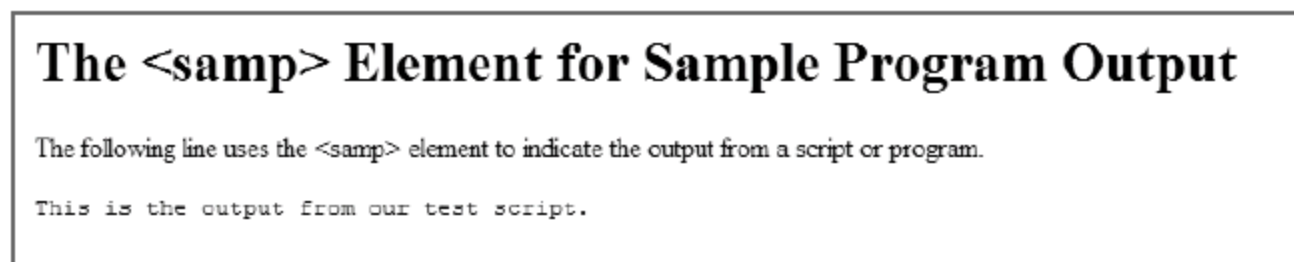 The <samp> Element for Sample Program Output
The following line uses the <samp> element to indicate the output from a script or program.
This is the output from our test script.